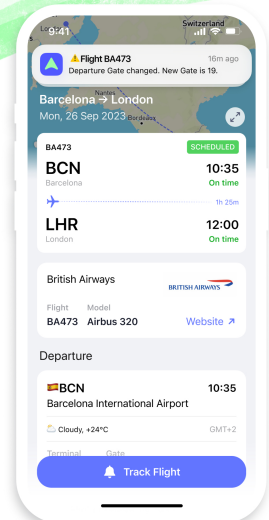 Switzerland
9:41
⚠️Flight BA473 16m ago
Departure Gate changed. New Gate is 19.
Nantes
Barcelona → London
Mon, 26 Sep 2023
Bordeaux
BA473 SCHEDULED
BCN 10:35
Barcelona On time
1h 25m
LHR 12:00
London On time
British Airways BRITISH AIRWAYS
Flight Model
BA473 Airbus 320 Website ↗
Departure
🇪🇸BCN 10:35
Barcelona International Airport
Cloudy, +24°C GMT+2
Terminal Gate
Track Flight